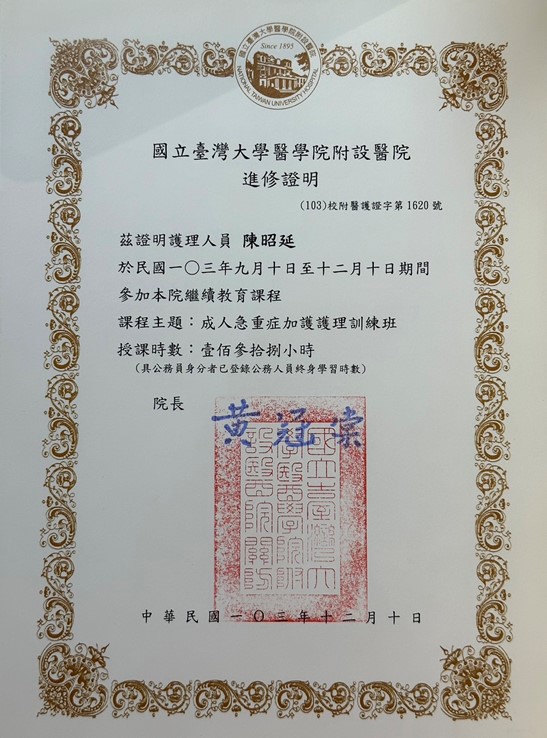 國立臺灣大學醫學院附設醫院
Since 1895
NATIONAL TAIWAN UNIVERSITY HOSPITAL
國立臺灣大學醫學院附設醫院
進修證明
(103)校附醫護證字第1620號
茲證明護理人員 陳昭延
於民國一〇三年九月十日至十二月十日期間
參加本院繼續教育課程
課程主題：成人急重症加護護理訓練班
授課時數：壹佰參拾捌小時
(具公務員身分者已登錄公務人員終身學習時數)
院長
黃冠棠
國立臺灣大
學醫學院附
設醫院關防
中華民國一〇三年十二月十日